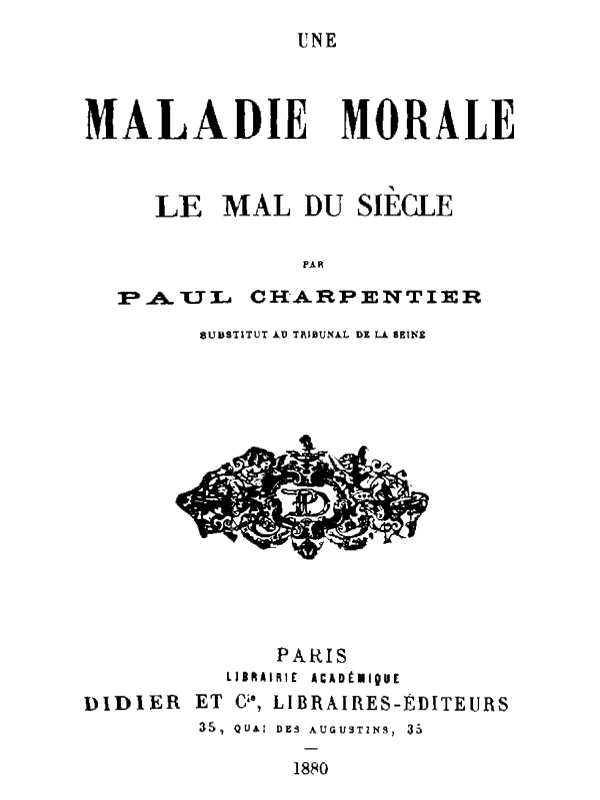 UNE
MALADIE MORALE
LE MAL DU SIÈCLE
PAR
PAUL CHARPENTIER
SUBSTITUT AU TRIBUNAL DE LA SEINE
PARIS
LIBRAIRIE ACADÉMIQUE
DIDIER ET Cie, LIBRAIRES-ÉDITEURS
35, QUAI DES AUGUSTINS, 35
1880